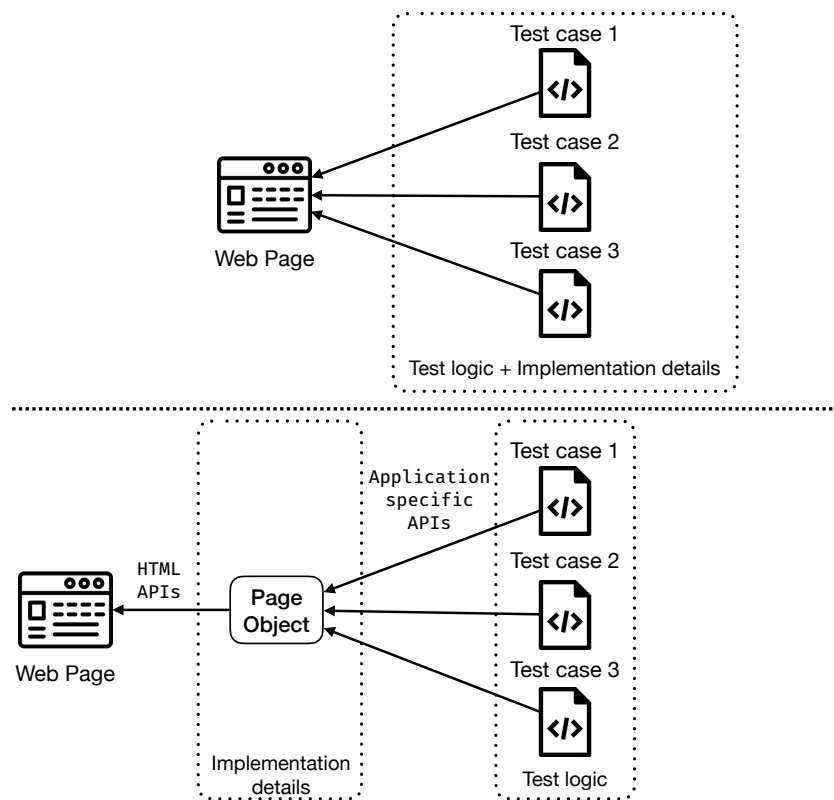 Test case 1
</>
Test case 2
</>
Web Page
Test case 3
</>
Test logic + Implementation details
Test case 1
Application
specific
APIs
</>
HTML
APIs
Test case 2
Page
Object
</>
Web Page
Test case 3
</>
Implementation
details
Test logic